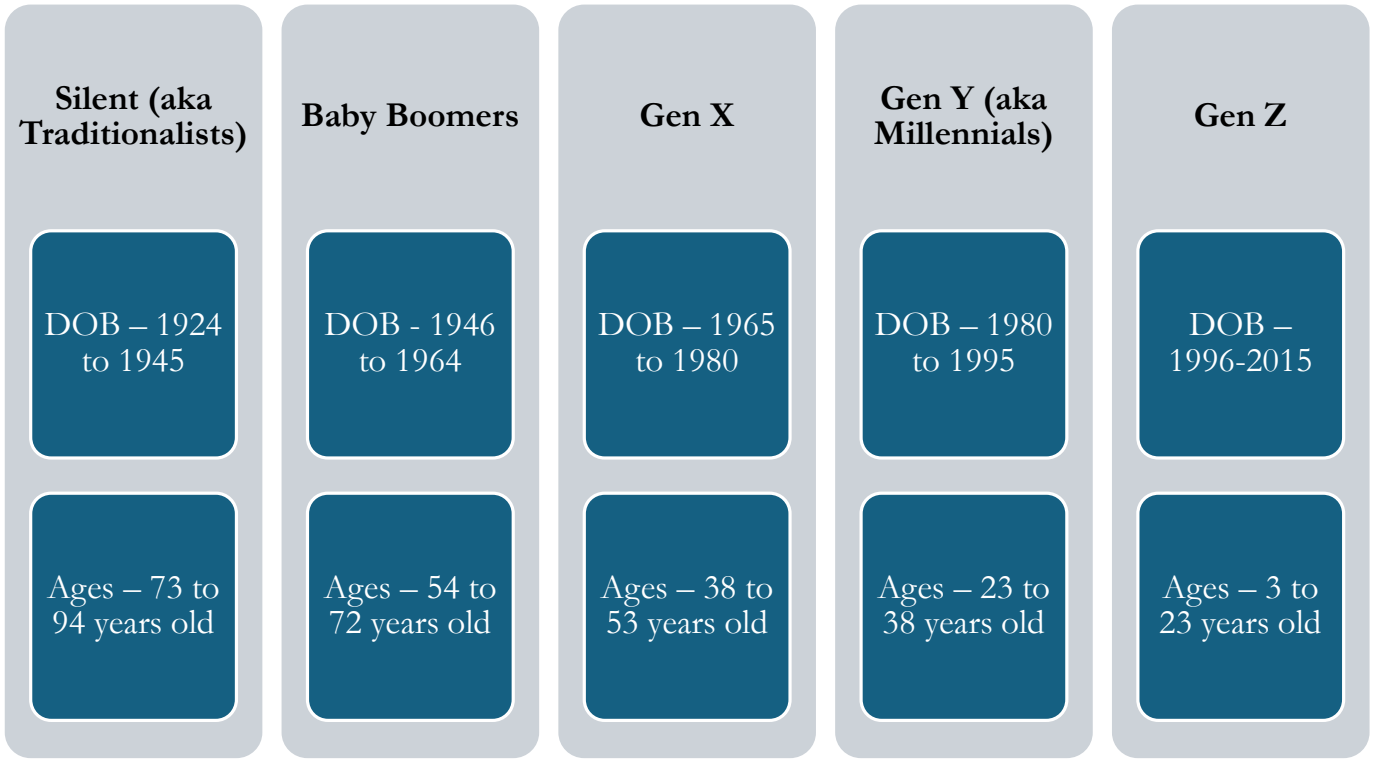 Silent (aka
Traditionalists)
DOB – 1924
to 1945
Ages – 73 to
94 years old
Baby Boomers
DOB - 1946
to 1964
Ages – 54 to
72 years old
Gen X
DOB – 1965
to 1980
Ages – 38 to
53 years old
Gen Y (aka
Millennials)
DOB – 1980
to 1995
Ages – 23 to
38 years old
Gen Z
DOB –
1996-2015
Ages – 3 to
23 years old